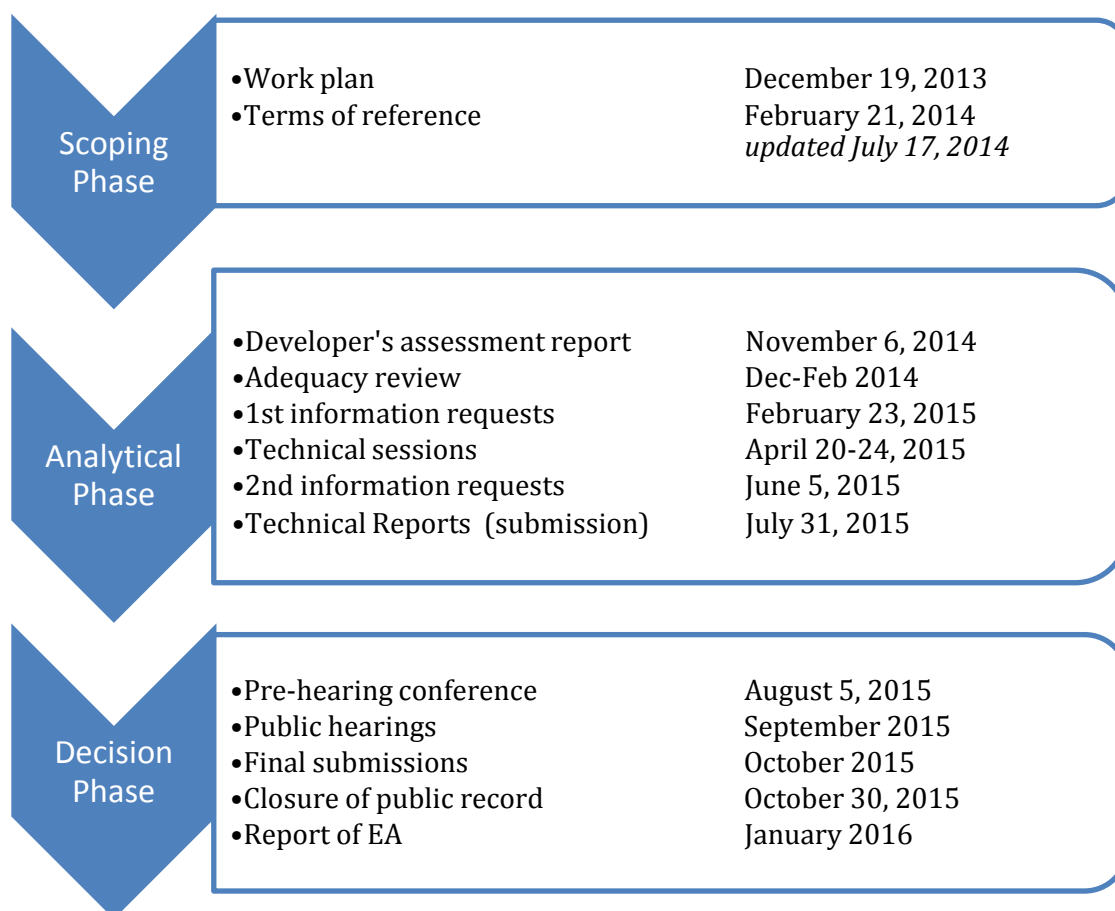 Scoping
Phase
•Work plan December 19, 2013
•Terms of reference February 21, 2014
updated July 17, 2014
Analytical
Phase
•Developer's assessment report November 6, 2014
•Adequacy review Dec-Feb 2014
•1st information requests February 23, 2015
•Technical sessions April 20-24, 2015
•2nd information requests June 5, 2015
•Technical Reports (submission) July 31, 2015
Decision
Phase
•Pre-hearing conference August 5, 2015
•Public hearings September 2015
•Final submissions October 2015
•Closure of public record October 30, 2015
•Report of EA January 2016